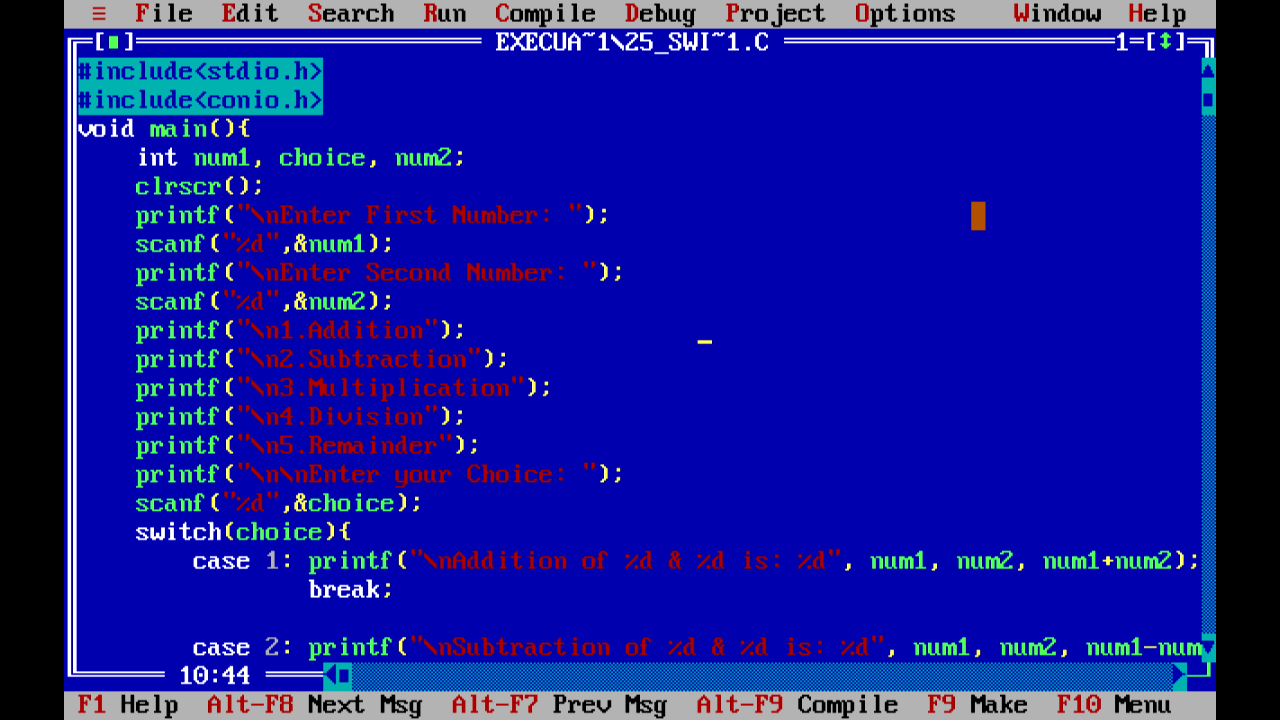 ≡ File Edit Search Run Compile Debug Project Options Window Help
[■] EXECUA~1\25_SWI~1.C 1=[↕]
#include<stdio.h>
#include<conio.h>
void main(){
    int num1, choice, num2;
    clrscr();
    printf("\nEnter First Number: ");
    scanf("%d",&num1);
    printf("\nEnter Second Number: ");
    scanf("%d",&num2);
    printf("\n1.Addition");
    printf("\n2.Subtraction");
    printf("\n3.Multiplication");
    printf("\n4.Division");
    printf("\n5.Remainder");
    printf("\n\nEnter your Choice: ");
    scanf("%d",&choice);
    switch(choice){
        case 1: printf("\nAddition of %d & %d is: %d", num1, num2, num1+num2);
                break;
        case 2: printf("\nSubtraction of %d & %d is: %d", num1, num2, num1-num
10:44
F1 Help Alt-F8 Next Msg Alt-F7 Prev Msg Alt-F9 Compile F9 Make F10 Menu